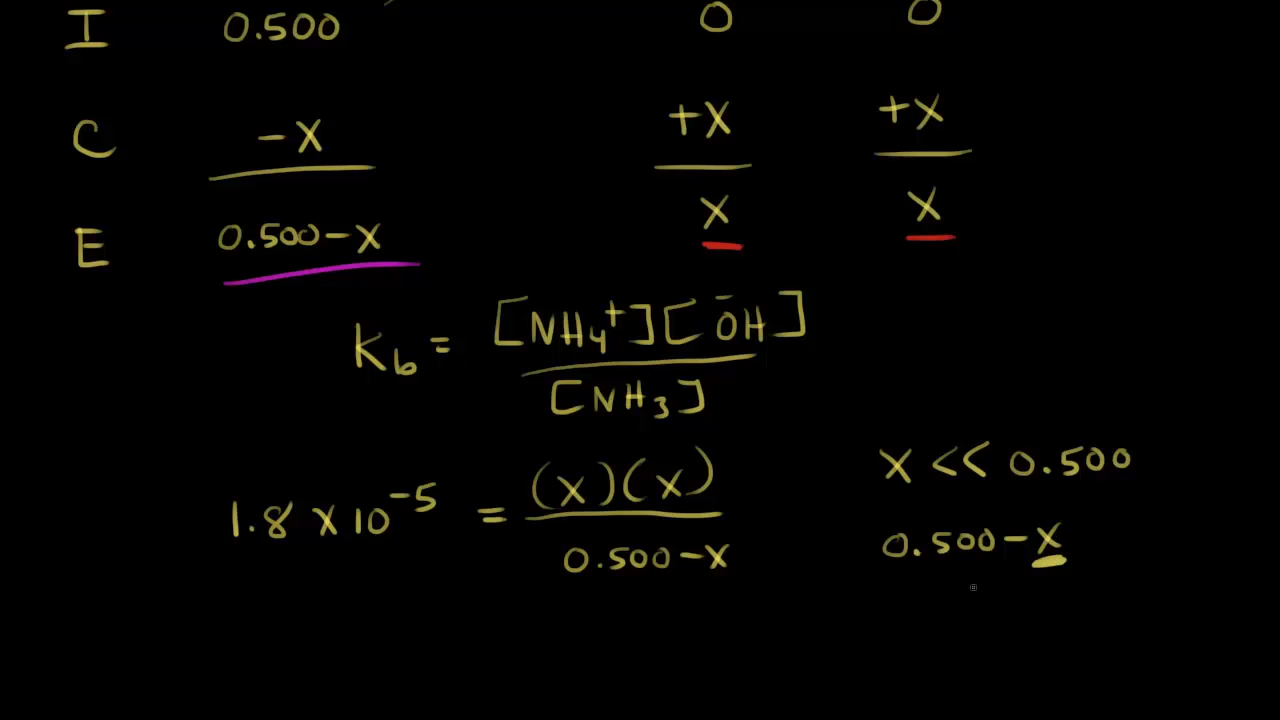 I 0.500 0 0
C -X +X +X
E 0.500-X X X
Kb = [NH4+][OH-]
[NH3]
1.8 x 10^-5 = (x)(x)
0.500-X
X << 0.500
0.500-X